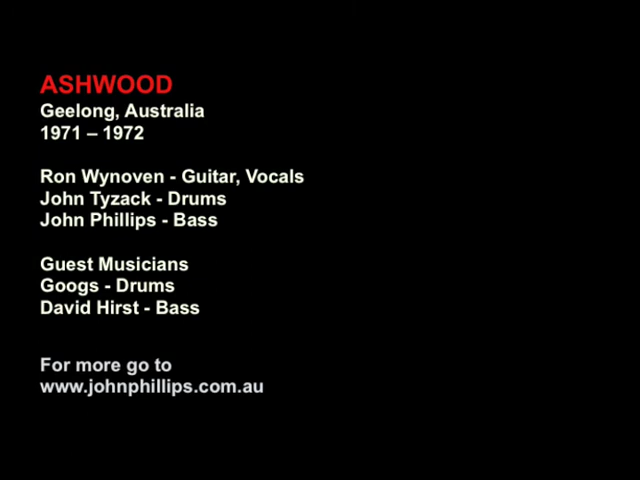 ASHWOOD
Geelong, Australia
1971 – 1972
Ron Wynoven - Guitar, Vocals
John Tyzack - Drums
John Phillips - Bass
Guest Musicians
Googs - Drums
David Hirst - Bass
For more go to
www.johnphillips.com.au